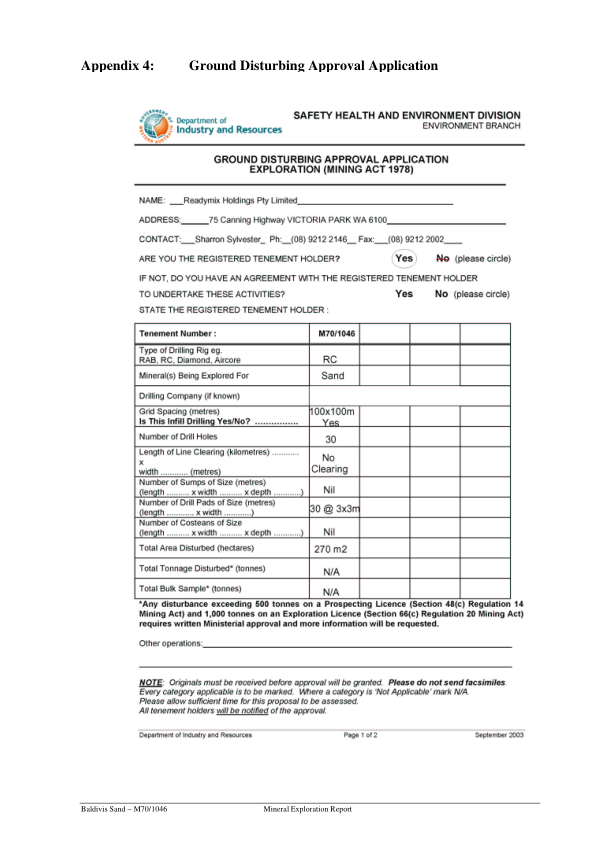 Appendix 4: Ground Disturbing Approval Application
GOVERNMENT OF
WESTERN AUSTRALIA
Department of
Industry and Resources
SAFETY HEALTH AND ENVIRONMENT DIVISION
ENVIRONMENT BRANCH
GROUND DISTURBING APPROVAL APPLICATION
EXPLORATION (MINING ACT 1978)
NAME: ___Readymix Holdings Pty Limited___
ADDRESS:______75 Canning Highway VICTORIA PARK WA 6100___
CONTACT:___Sharron Sylvester_ Ph:__(08) 9212 2146__ Fax:___(08) 9212 2002____
ARE YOU THE REGISTERED TENEMENT HOLDER? Yes No (please circle)
IF NOT, DO YOU HAVE AN AGREEMENT WITH THE REGISTERED TENEMENT HOLDER
TO UNDERTAKE THESE ACTIVITIES? Yes No (please circle)
STATE THE REGISTERED TENEMENT HOLDER :
Tenement Number : M70/1046
Type of Drilling Rig eg.
RAB, RC, Diamond, Aircore RC
Mineral(s) Being Explored For Sand
Drilling Company (if known)
Grid Spacing (metres) 100x100m
Is This Infill Drilling Yes/No? ................ Yes
Number of Drill Holes 30
Length of Line Clearing (kilometres) ............
x No
width ............ (metres) Clearing
Number of Sumps of Size (metres)
(length .......... x width .......... x depth ............) Nil
Number of Drill Pads of Size (metres)
(length ............ x width ............) 30 @ 3x3m
Number of Costeans of Size
(length .......... x width .......... x depth ............) Nil
Total Area Disturbed (hectares) 270 m2
Total Tonnage Disturbed* (tonnes) N/A
Total Bulk Sample* (tonnes) N/A
*Any disturbance exceeding 500 tonnes on a Prospecting Licence (Section 48(c) Regulation 14
Mining Act) and 1,000 tonnes on an Exploration Licence (Section 66(c) Regulation 20 Mining Act)
requires written Ministerial approval and more information will be requested.
Other operations:___
NOTE: Originals must be received before approval will be granted. Please do not send facsimiles.
Every category applicable is to be marked. Where a category is 'Not Applicable' mark N/A.
Please allow sufficient time for this proposal to be assessed.
All tenement holders will be notified of the approval.
Department of Industry and Resources Page 1 of 2 September 2003
Baldivis Sand – M70/1046 Mineral Exploration Report